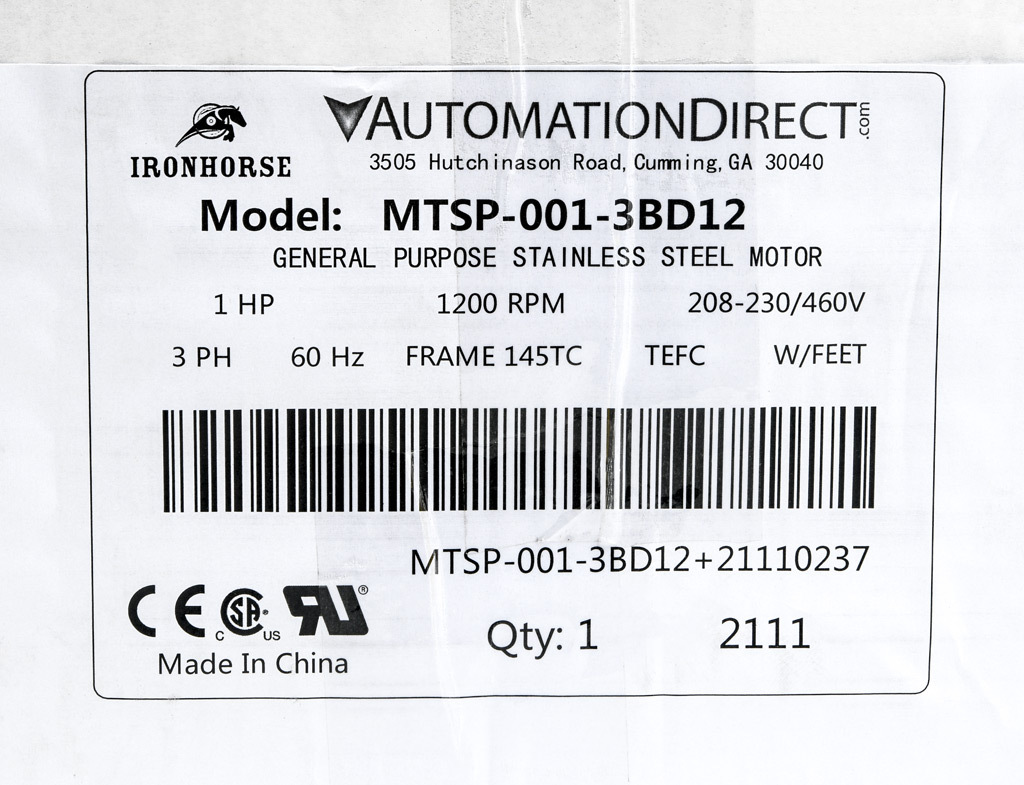 IRONHORSE
AUTOMATIONDIRECT.com
3505 Hutchinason Road, Cumming, GA 30040
Model: MTSP-001-3BD12
GENERAL PURPOSE STAINLESS STEEL MOTOR
1 HP 1200 RPM 208-230/460V
3 PH 60 Hz FRAME 145TC TEFC W/FEET
MTSP-001-3BD12+21110237
CE C SA® US RU®
Qty: 1 2111
Made In China